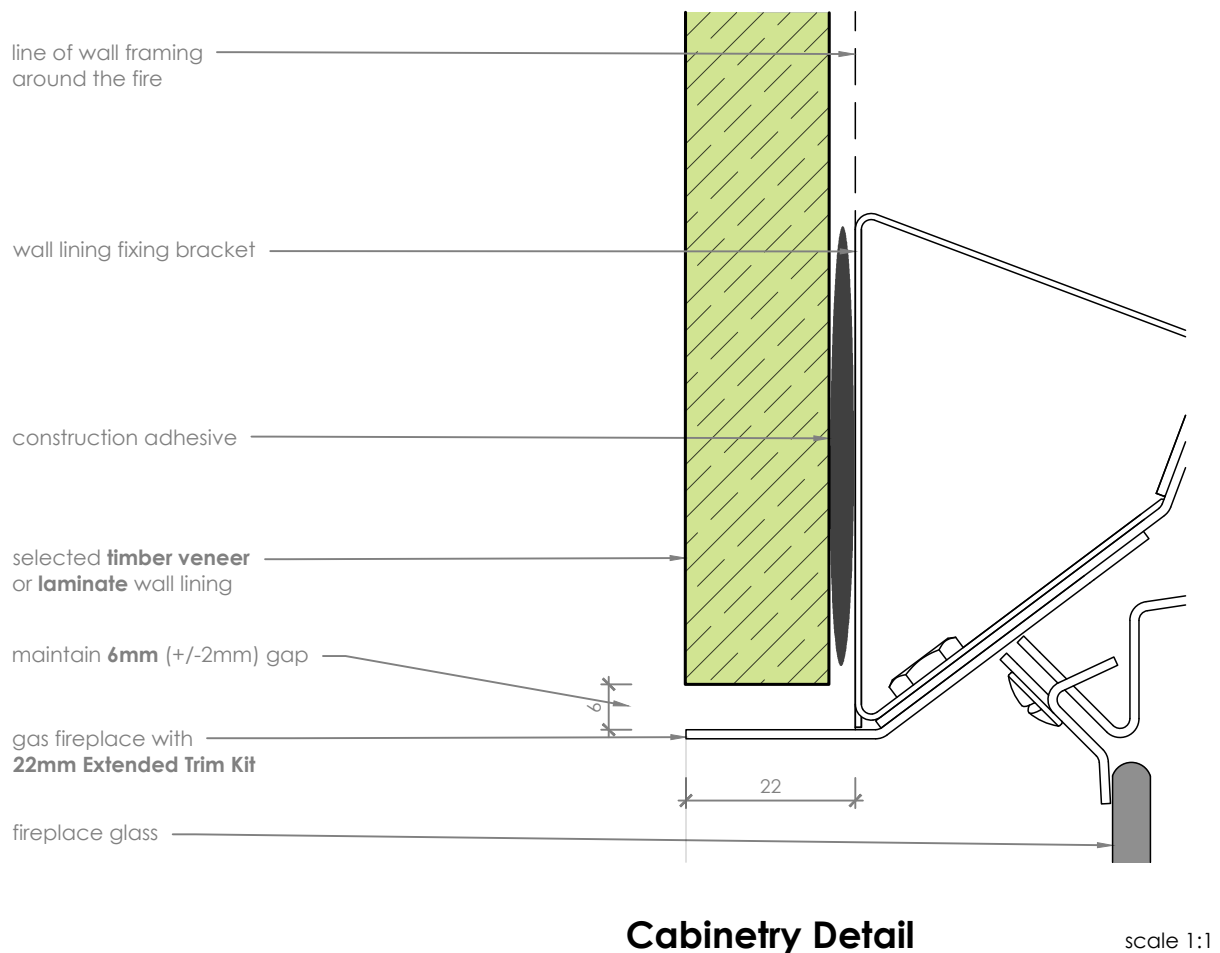 line of wall framing
around the fire
wall lining fixing bracket
construction adhesive
selected timber veneer
or laminate wall lining
maintain 6mm (+/-2mm) gap
6
gas fireplace with
22mm Extended Trim Kit
22
fireplace glass
Cabinetry Detail
scale 1:1